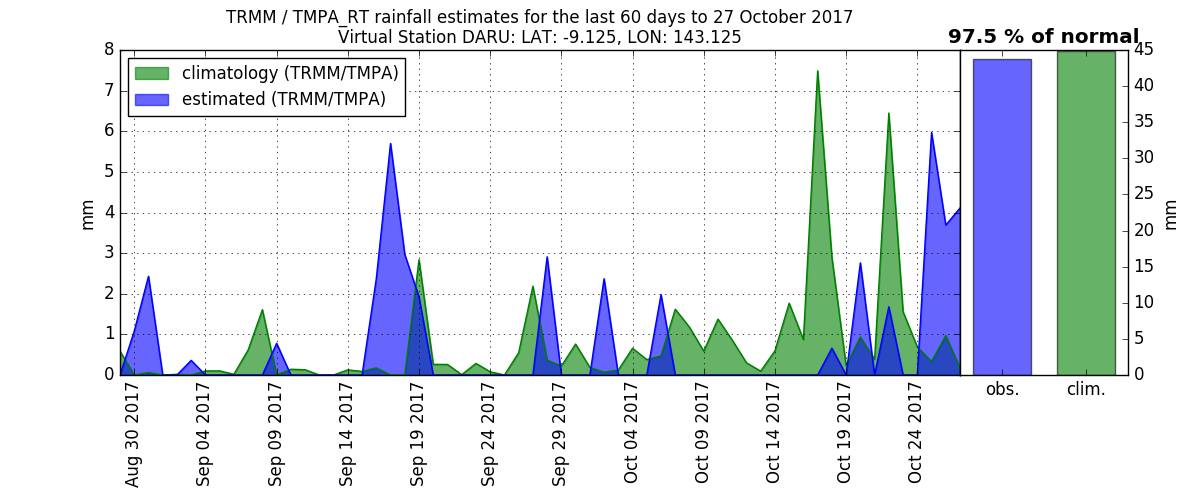 TRMM / TMPA_RT rainfall estimates for the last 60 days to 27 October 2017
Virtual Station DARU: LAT: -9.125, LON: 143.125
97.5 % of normal
climatology (TRMM/TMPA)
estimated (TRMM/TMPA)
8
7
6
5
4
3
2
1
0
mm
45
40
35
30
25
20
15
10
5
0
mm
Aug 30 2017
Sep 04 2017
Sep 09 2017
Sep 14 2017
Sep 19 2017
Sep 24 2017
Sep 29 2017
Oct 04 2017
Oct 09 2017
Oct 14 2017
Oct 19 2017
Oct 24 2017
obs.
clim.